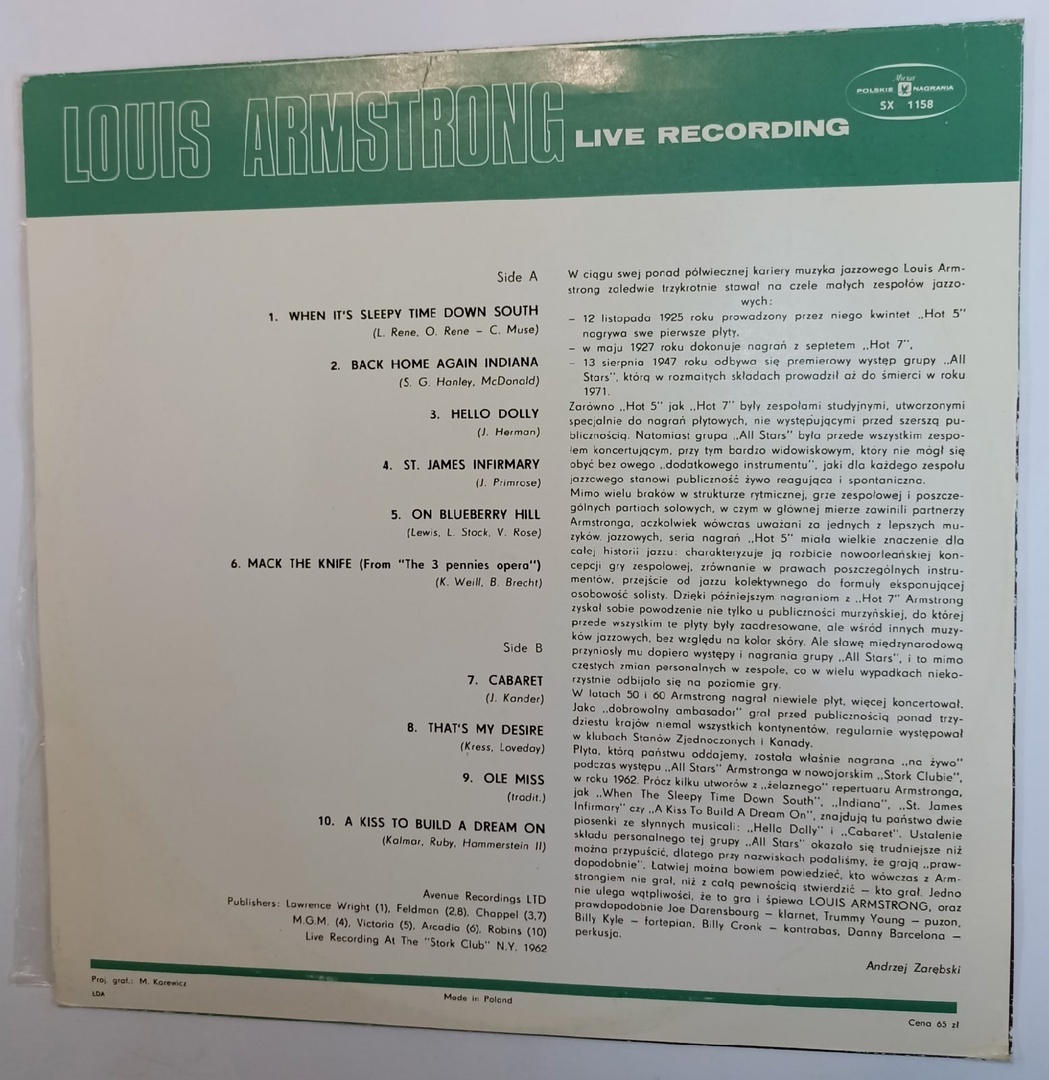 LOUIS ARMSTRONG LIVE RECORDING
Muza
POLSKIE NAGRANIA
SX 1158
Side A
1. WHEN IT'S SLEEPY TIME DOWN SOUTH
(L. Rene, O. Rene – C. Muse)
2. BACK HOME AGAIN INDIANA
(S. G. Hanley, McDonald)
3. HELLO DOLLY
(J. Herman)
4. ST. JAMES INFIRMARY
(J. Primrose)
5. ON BLUEBERRY HILL
(Lewis, L. Stock, V. Rose)
6. MACK THE KNIFE (From "The 3 pennies opera")
(K. Weill, B. Brecht)
Side B
7. CABARET
(J. Kander)
8. THAT'S MY DESIRE
(Kress, Loveday)
9. OLE MISS
(tradit.)
10. A KISS TO BUILD A DREAM ON
(Kalmar, Ruby, Hammerstein II)
Avenue Recordings LTD
Publishers: Lawrence Wright (1), Feldman (2,8), Chappel (3,7)
M.G.M. (4), Victoria (5), Arcadia (6), Robins (10)
Live Recording At The "Stork Club" N.Y. 1962
W ciągu swej ponad półwiecznej kariery muzyka jazzowego Louis Arm-
strong zaledwie trzykrotnie stawał na czele małych zespołów jazzo-
wych:
– 12 listopada 1925 roku prowadzony przez niego kwintet „Hot 5"
nagrywa swe pierwsze płyty,
– w maju 1927 roku dokonuje nagrań z septetem „Hot 7",
– 13 sierpnia 1947 roku odbywa się premierowy występ grupy „All
Stars", którą w rozmaitych składach prowadził aż do śmierci w roku
1971.
Zarówno „Hot 5" jak „Hot 7" były zespołami studyjnymi, utworzonymi
specjalnie do nagrań płytowych, nie występującymi przed szerszą pu-
blicznością. Natomiast grupa „All Stars" była przede wszystkim zespo-
łem koncertującym, przy tym bardzo widowiskowym, który nie mógł się
obyć bez owego „dodatkowego instrumentu", jaki dla każdego zespołu
jazzowego stanowi publiczność żywo reagująca i spontaniczna.
Mimo wielu braków w strukturze rytmicznej, grze zespołowej i poszcze-
gólnych partiach solowych, w czym w głównej mierze zawinili partnerzy
Armstronga, aczkolwiek wówczas uważani za jednych z lepszych mu-
zyków jazzowych, seria nagrań „Hot 5" miała wielkie znaczenie dla
całej historii jazzu: charakteryzuje ją rozbicie nowoorleańskiej kon-
cepcji gry zespołowej, zrównanie w prawach poszczególnych instru-
mentów, przejście od jazzu kolektywnego do formuły eksponującej
osobowość solisty. Dzięki późniejszym nagraniom z „Hot 7" Armstrong
zyskał sobie powodzenie nie tylko u publiczności murzyńskiej, do której
przede wszystkim te płyty były zaadresowane, ale wśród innych muzy-
ków jazzowych, bez względu na kolor skóry. Ale sławę międzynarodową
przyniosły mu dopiero występy i nagrania grupy „All Stars", i to mimo
częstych zmian personalnych w zespole, co w wielu wypadkach nieko-
rzystnie odbijało się na poziomie gry.
W latach 50 i 60 Armstrong nagrał niewiele płyt, więcej koncertował.
Jako „dobrowolny ambasador" grał przed publicznością ponad trzy-
dziestu krajów niemal wszystkich kontynentów, regularnie występował
w klubach Stanów Zjednoczonych i Kanady.
Płyta, którą państwu oddajemy, została właśnie nagrana „na żywo"
podczas występu „All Stars" Armstronga w nowojorskim „Stork Clubie",
w roku 1962. Prócz kilku utworów z „żelaznego" repertuaru Armstronga,
jak „When The Sleepy Time Down South", „Indiana", „St. James
Infirmary" czy „A Kiss To Build A Dream On", znajdują tu państwo dwie
piosenki ze słynnych musicali: „Hello Dolly" i „Cabaret". Ustalenie
składu personalnego tej grupy „All Stars" okazało się trudniejsze niż
można przypuścić, dlatego przy nazwiskach podaliśmy, że grają „praw-
dopodobnie". Łatwiej można bowiem powiedzieć, kto wówczas z Arm-
strongiem nie grał, niż z całą pewnością stwierdzić – kto grał. Jedno
nie ulega wątpliwości, że to gra i śpiewa LOUIS ARMSTRONG, oraz
prawdopodobnie Joe Darensbourg – klarnet, Trummy Young – puzon,
Billy Kyle – fortepian, Billy Cronk – kontrabas, Danny Barcelona –
perkusja.
Andrzej Zarębski
Proj. graf.: M. Karewicz
ŁDA
Made in Poland
Cena 65 zł